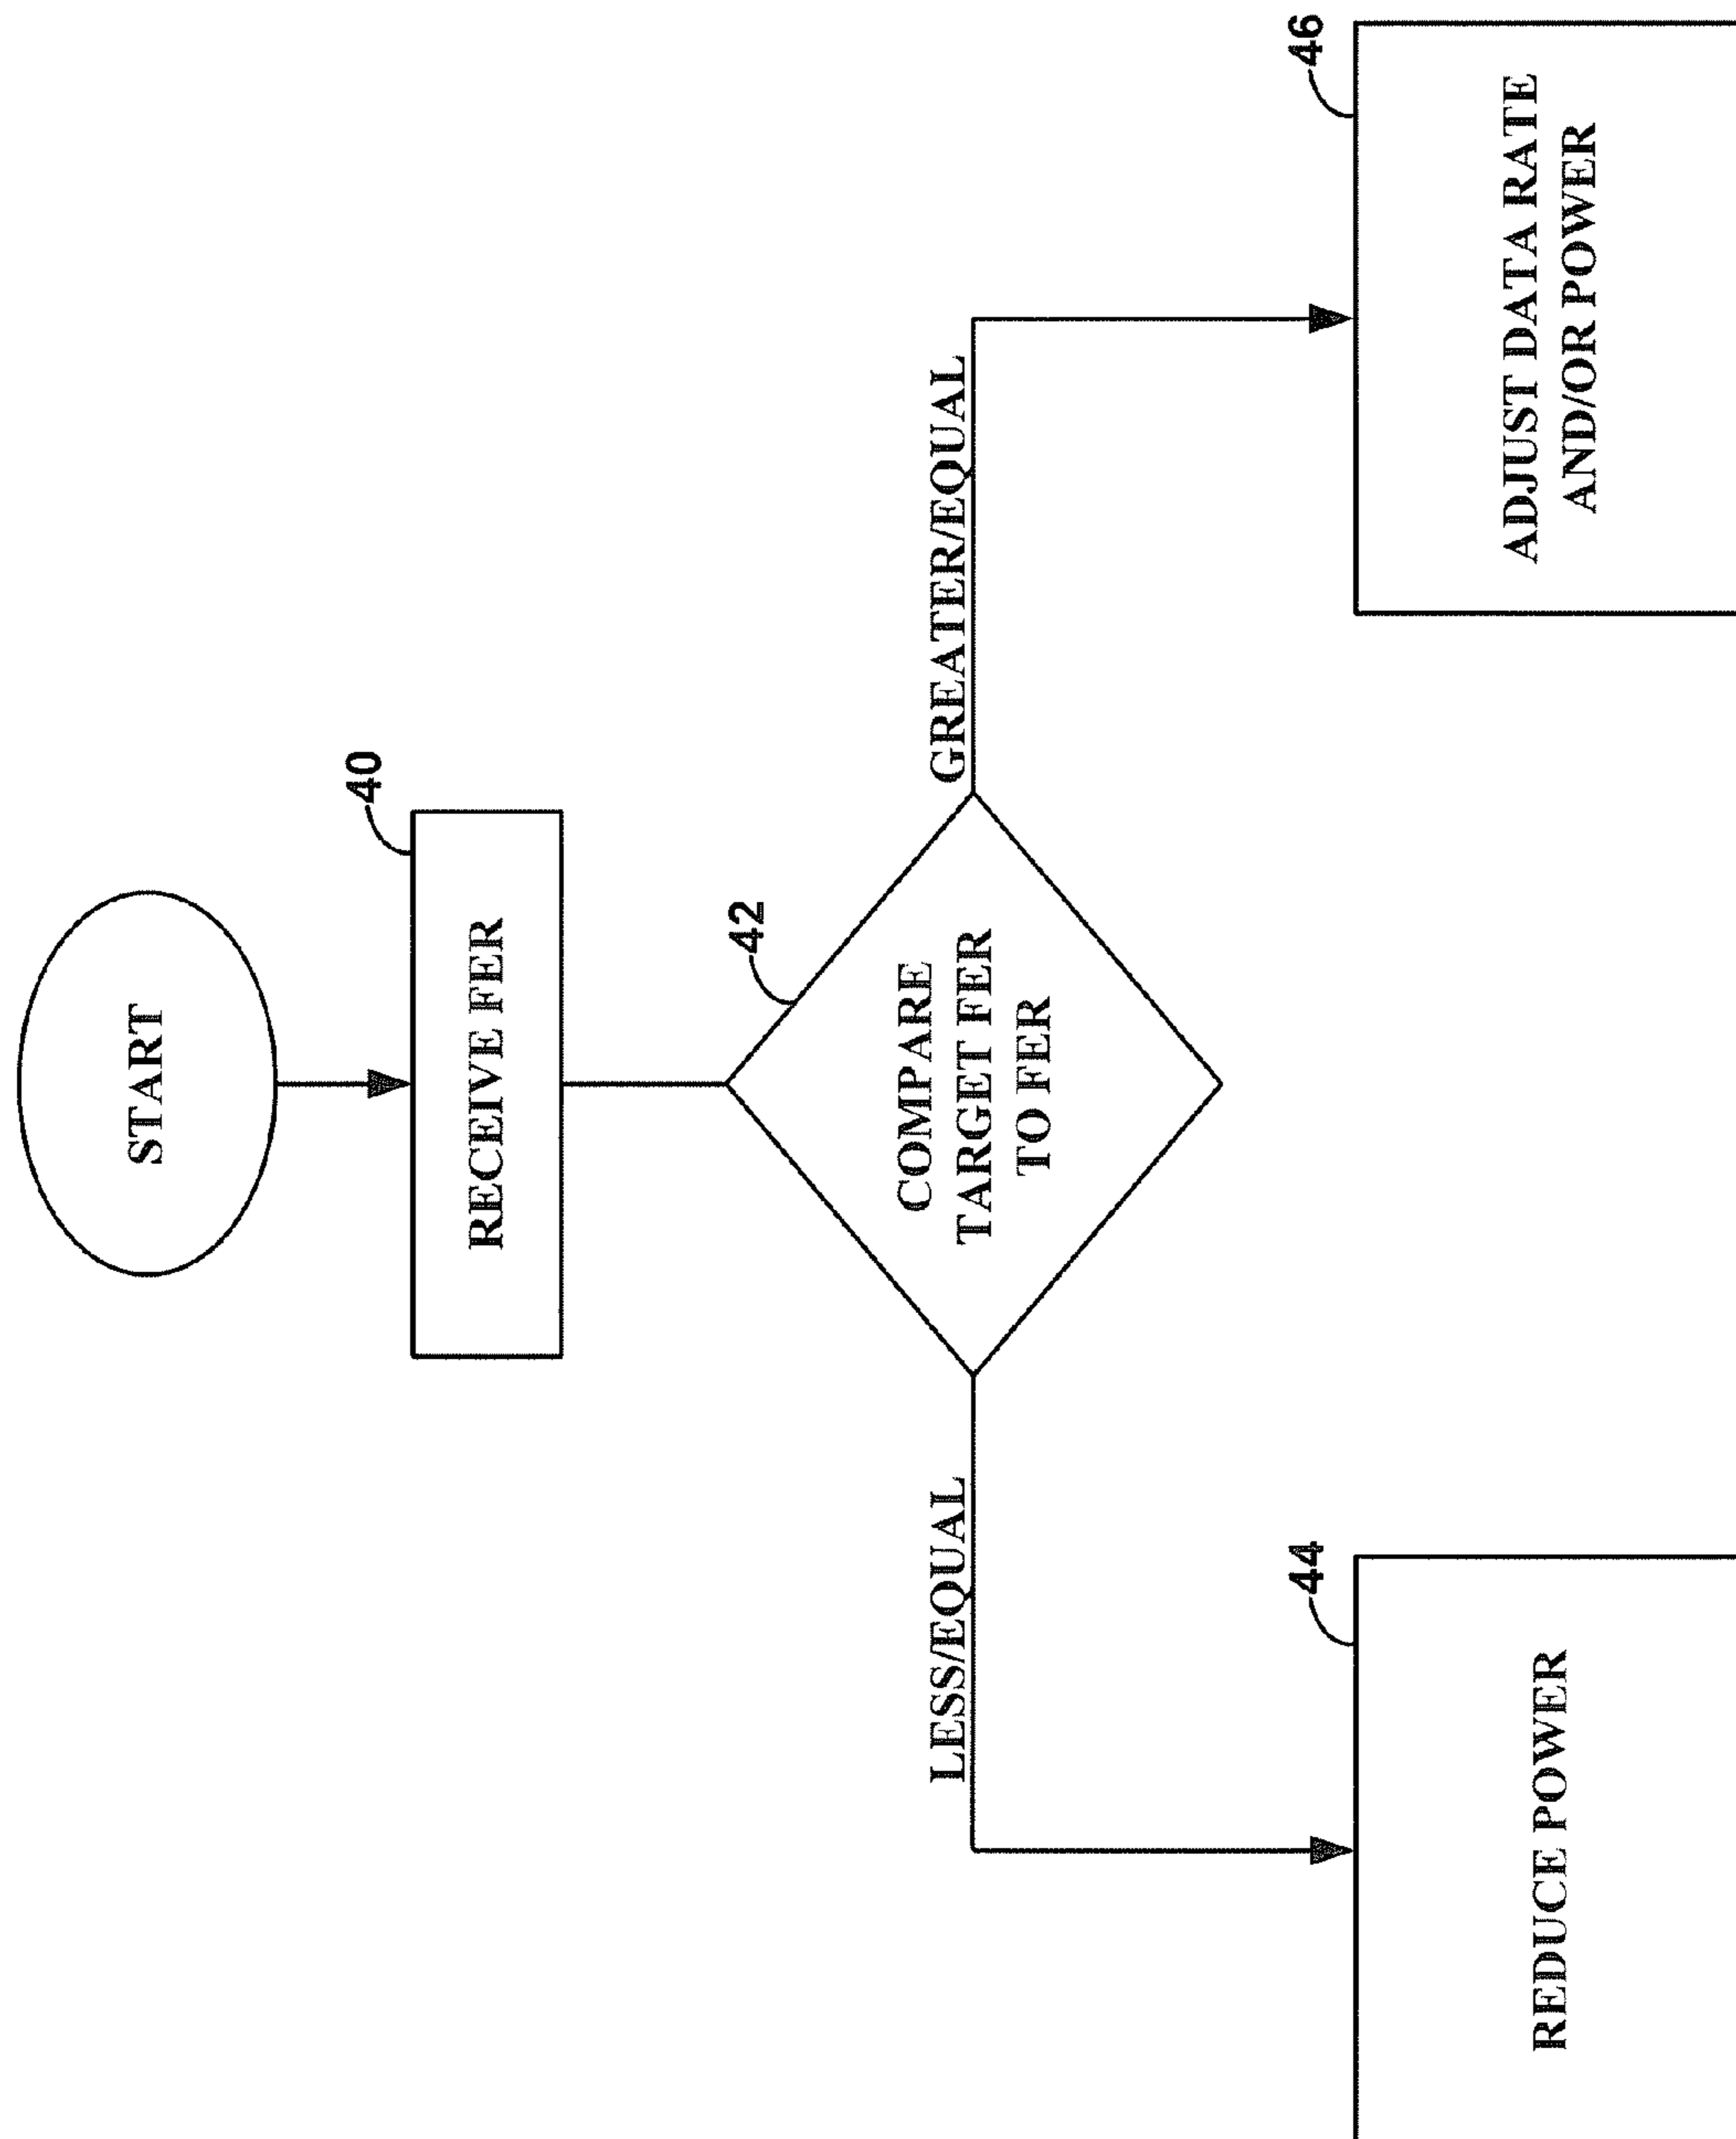 START
40
RECEIVE FER
42
COMPARE
TARGET FER
TO FER
LESS/EQUAL
GREATER/EQUAL
44
REDUCE POWER
46
ADJUST DATA RATE
AND/OR POWER